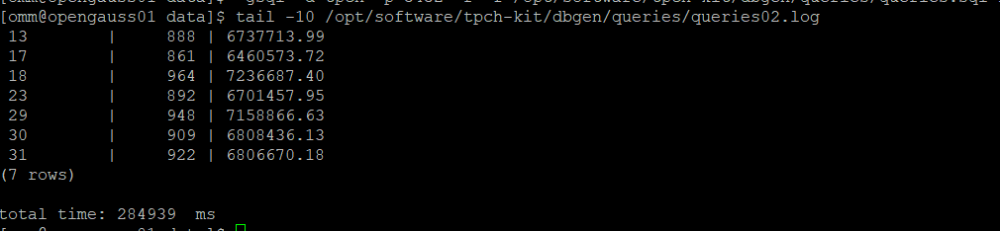 [omm@opengauss01 data]$ tail -10 /opt/software/tpch-kit/dbgen/queries/queries02.log
 13        |     888 | 6737713.99
 17        |     861 | 6460573.72
 18        |     964 | 7236687.40
 23        |     892 | 6701457.95
 29        |     948 | 7158866.63
 30        |     909 | 6808436.13
 31        |     922 | 6806670.18
(7 rows)
total time: 284939  ms